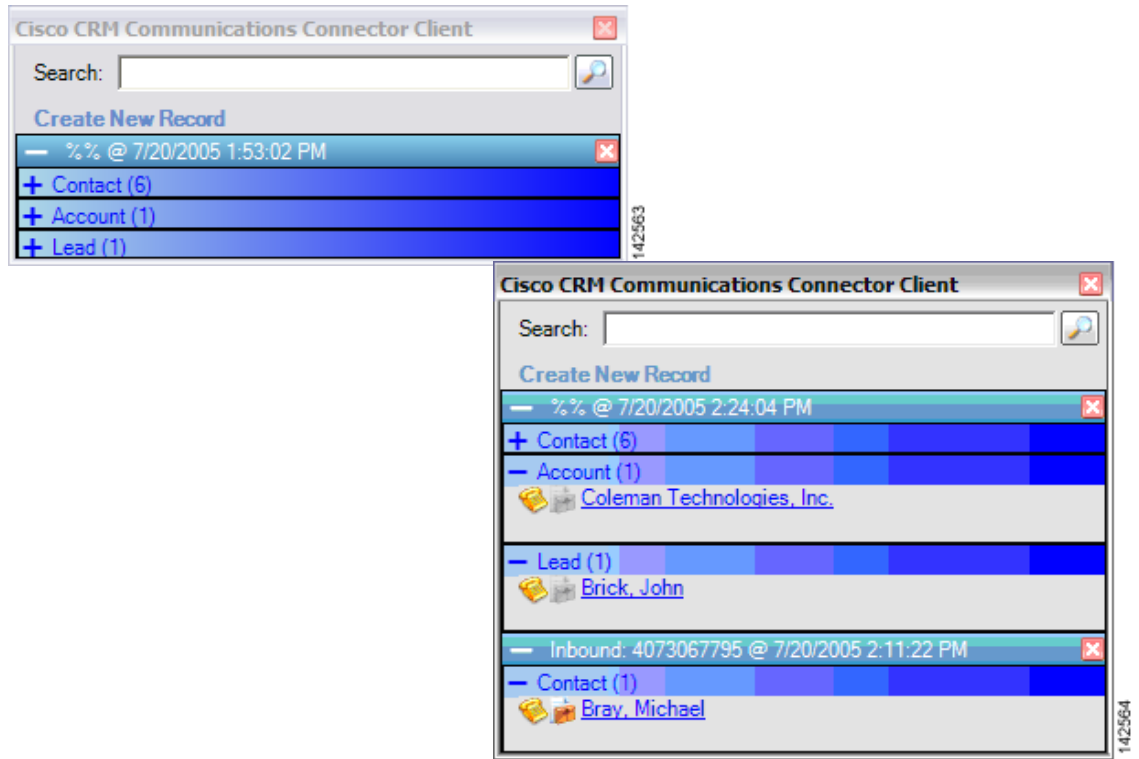 Cisco CRM Communications Connector Client
Search:
Create New Record
%% @ 7/20/2005 1:53:02 PM
Contact (6)
Account (1)
Lead (1)
142563
Cisco CRM Communications Connector Client
Search:
Create New Record
%% @ 7/20/2005 2:24:04 PM
Contact (6)
Account (1)
Coleman Technologies, Inc.
Lead (1)
Brick, John
Inbound: 4073067795 @ 7/20/2005 2:11:22 PM
Contact (1)
Bray, Michael
142564